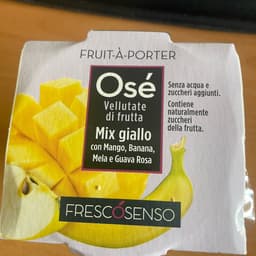 FRUIT-À-PORTER
Osé
Vellutate
di frutta
Mix giallo
con Mango, Banana,
Mela e Guava Rosa
Senza acqua e
zuccheri aggiunti.
Contiene
naturalmente
zuccheri
della frutta.
FRESCÓSENSO